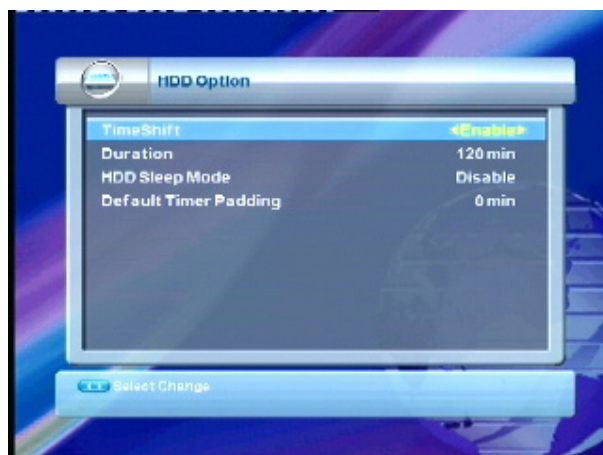 HDD Option
TimeShift Enable
Duration 120 min
HDD Sleep Mode Disable
Default Timer Padding 0 min
Select Change